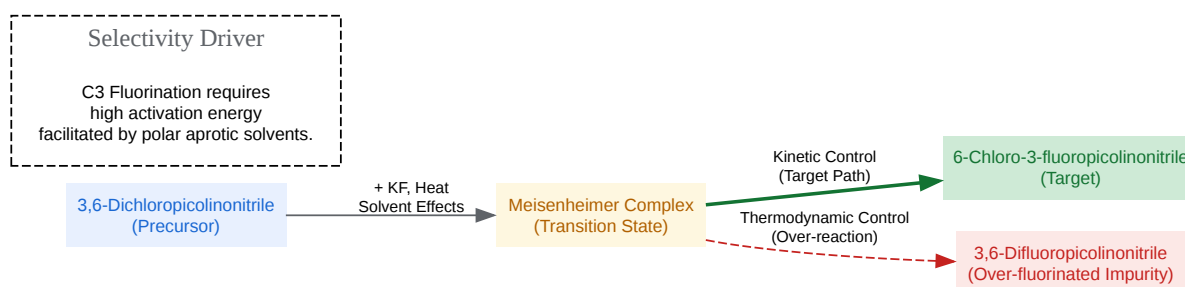 Selectivity Driver
C3 Fluorination requires
high activation energy
facilitated by polar aprotic solvents.
3,6-Dichloropicolinonitrile
(Precursor)
+ KF, Heat
Solvent Effects
Meisenheimer Complex
(Transition State)
Kinetic Control
(Target Path)
Thermodynamic Control
(Over-reaction)
6-Chloro-3-fluoropicolinonitrile
(Target)
3,6-Difluoropicolinonitrile
(Over-fluorinated Impurity)